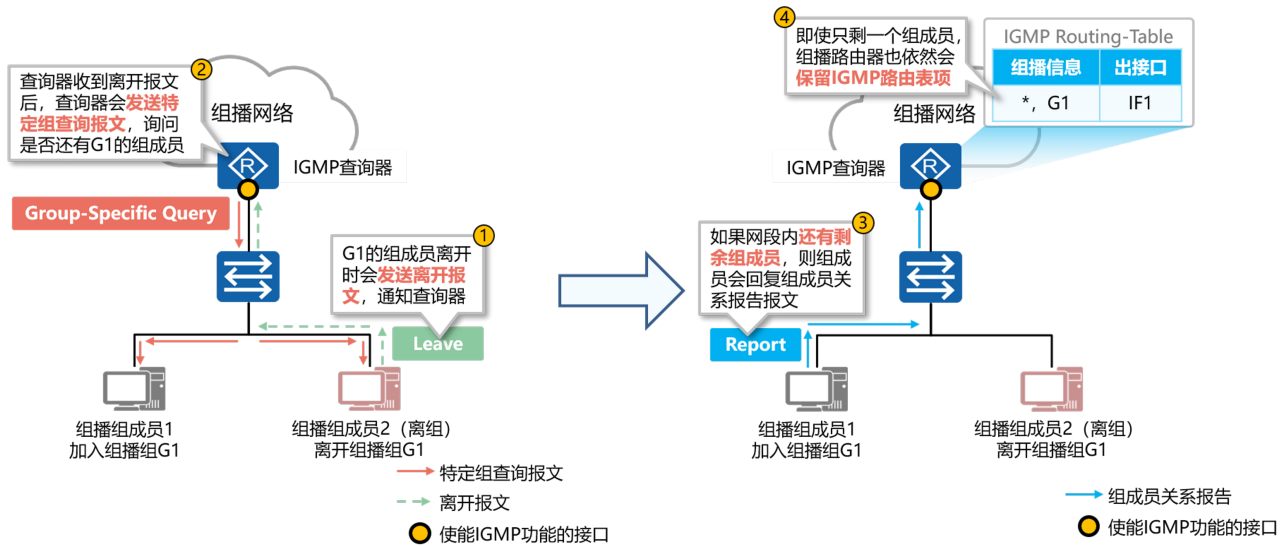 ②
查询器收到离开报文
后，查询器会发送特
定组查询报文，询问
是否还有G1的组成员
组播网络
R
IGMP查询器
Group-Specific Query
①
G1的组成员离开
时会发送离开报
文，通知查询器
Leave
组播组成员1
加入组播组G1
组播组成员2（离组）
离开组播组G1
特定组查询报文
离开报文
使能IGMP功能的接口
④
即使只剩一个组成员，
组播路由器也依然会
保留IGMP路由表项
IGMP Routing-Table
组播信息 出接口
*，G1 IF1
组播网络
R
IGMP查询器
③
如果网段内还有剩
余组成员，则组成
员会回复组成员关
系报告报文
Report
组播组成员1
加入组播组G1
组播组成员2（离组）
离开组播组G1
组成员关系报告
使能IGMP功能的接口